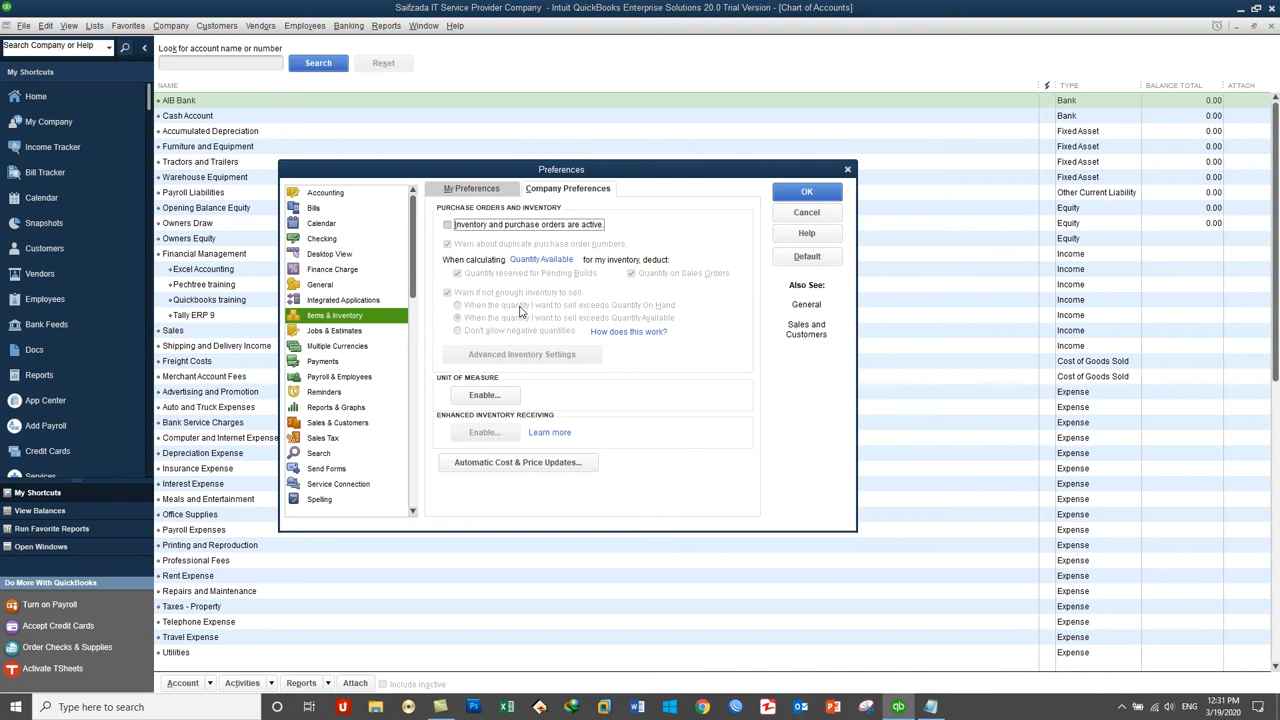 Saifzada IT Service Provider Company - Intuit QuickBooks Enterprise Solutions 20.0 Trial Version - [Chart of Accounts]
File Edit View Lists Favorites Company Customers Vendors Employees Banking Reports Window Help
Search Company or Help
My Shortcuts
Home
My Company
Income Tracker
Bill Tracker
Calendar
Snapshots
Customers
Vendors
Employees
Bank Feeds
Docs
Reports
App Center
Add Payroll
Credit Cards
Services
My Shortcuts
View Balances
Run Favorite Reports
Open Windows
Do More With QuickBooks
Turn on Payroll
Accept Credit Cards
Order Checks & Supplies
Activate TSheets
Look for account name or number
Search Reset
NAME TYPE BALANCE TOTAL ATTACH
AIB Bank Bank 0.00
Cash Account Bank 0.00
Accumulated Depreciation Fixed Asset 0.00
Furniture and Equipment Fixed Asset 0.00
Tractors and Trailers Fixed Asset 0.00
Warehouse Equipment Fixed Asset 0.00
Payroll Liabilities Other Current Liability 0.00
Opening Balance Equity Equity 0.00
Owners Draw Equity 0.00
Owners Equity Equity
Financial Management Income
Excel Accounting Income
Pechtree training Income
Quickbooks training Income
Tally ERP 9 Income
Sales Income
Shipping and Delivery Income Income
Freight Costs Cost of Goods Sold
Merchant Account Fees Cost of Goods Sold
Advertising and Promotion Expense
Auto and Truck Expenses Expense
Bank Service Charges Expense
Computer and Internet Expense Expense
Depreciation Expense Expense
Insurance Expense Expense
Interest Expense Expense
Meals and Entertainment Expense
Office Supplies Expense
Payroll Expenses Expense
Printing and Reproduction Expense
Professional Fees Expense
Rent Expense Expense
Repairs and Maintenance Expense
Taxes - Property Expense
Telephone Expense Expense
Travel Expense Expense
Utilities Expense
Preferences
Accounting
Bills
Calendar
Checking
Desktop View
Finance Charge
General
Integrated Applications
Items & Inventory
Jobs & Estimates
Multiple Currencies
Payments
Payroll & Employees
Reminders
Reports & Graphs
Sales & Customers
Sales Tax
Search
Send Forms
Service Connection
Spelling
My Preferences Company Preferences
PURCHASE ORDERS AND INVENTORY
Inventory and purchase orders are active.
Warn about duplicate purchase order numbers.
When calculating Quantity Available for my inventory, deduct:
Quantity reserved for Pending Builds Quantity on Sales Orders
Warn if not enough inventory to sell.
When the quantity I want to sell exceeds Quantity On Hand
When the quantity I want to sell exceeds Quantity Available
Don't allow negative quantities How does this work?
Advanced Inventory Settings
UNIT OF MEASURE
Enable...
ENHANCED INVENTORY RECEIVING
Enable... Learn more
Automatic Cost & Price Updates...
OK
Cancel
Help
Default
Also See:
General
Sales and
Customers
Account Activities Reports Attach Include inactive
Type here to search
12:31 PM
3/19/2020